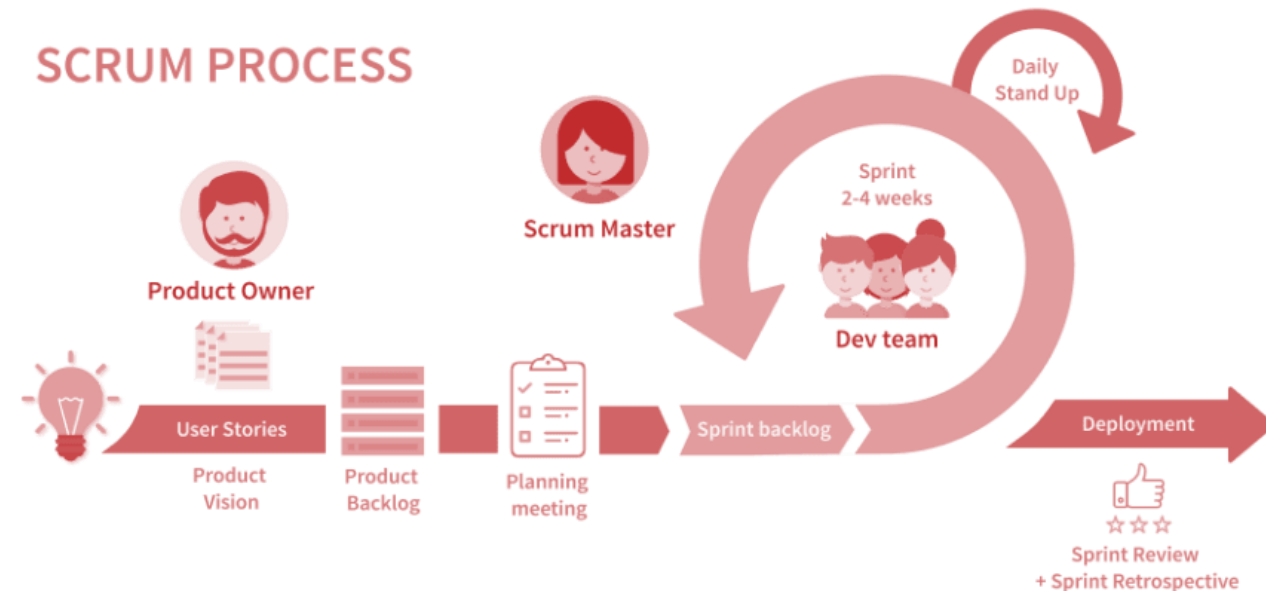 SCRUM PROCESS
Daily
Stand Up
Sprint
2-4 weeks
Scrum Master
Product Owner
Dev team
User Stories
Sprint backlog
Deployment
Product
Vision
Product
Backlog
Planning
meeting
Sprint Review
+ Sprint Retrospective